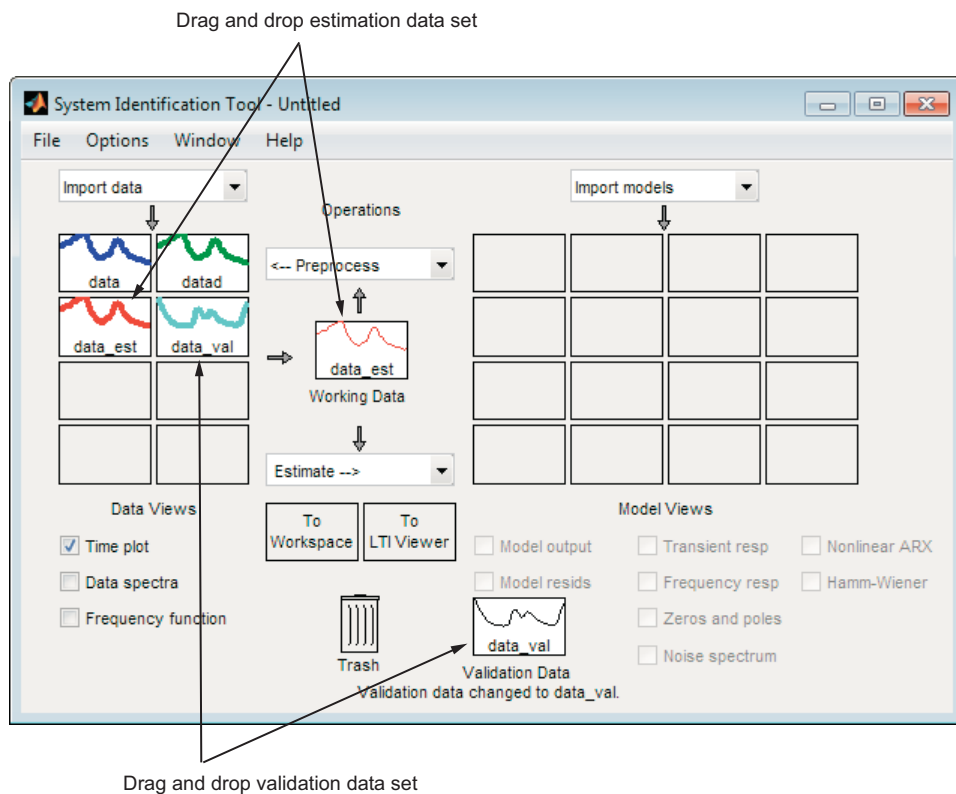 Drag and drop estimation data set
System Identification Tool - Untitled
File Options Window Help
Import data
Operations
Import models
data
datad
<-- Preprocess
data_est
data_val
data_est
Working Data
Estimate -->
Data Views
To Workspace
To LTI Viewer
Model Views
Time plot
Data spectra
Frequency function
Model output
Transient resp
Nonlinear ARX
Model resids
Frequency resp
Hamm-Wiener
Zeros and poles
Noise spectrum
Trash
data_val
Validation Data
Validation data changed to data_val.
Drag and drop validation data set